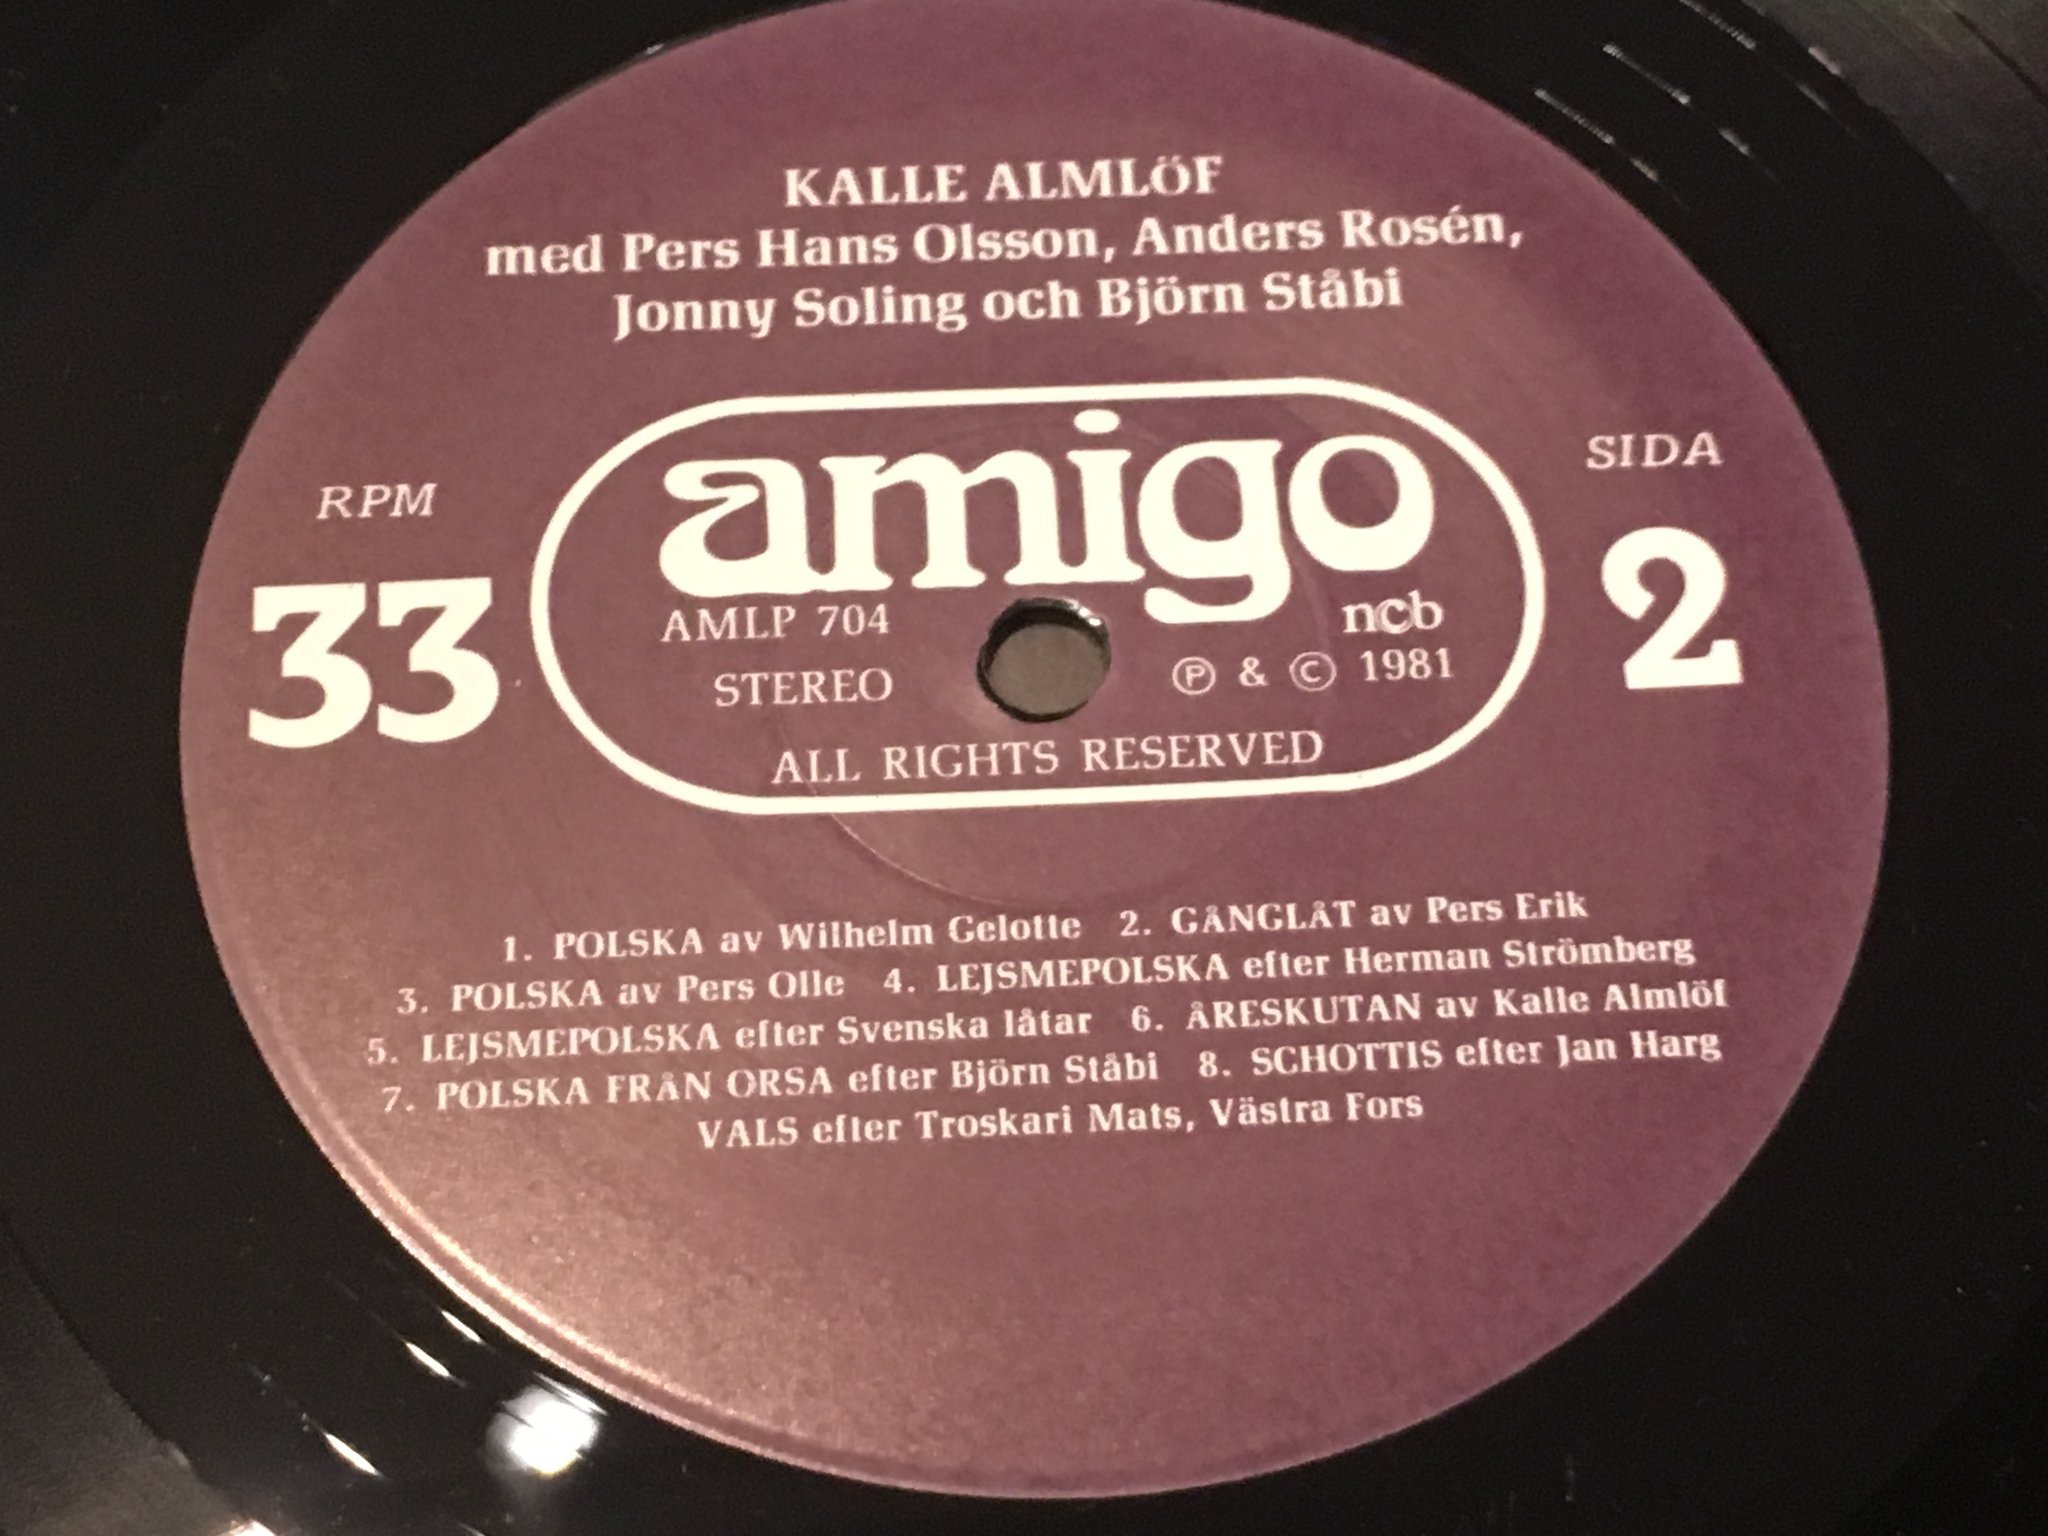 KALLE ALMLÖF
med Pers Hans Olsson, Anders Rosén,
Jonny Soling och Björn Ståbi
amigo
RPM
33
SIDA
2
AMLP 704
ncb
STEREO
Ⓟ & © 1981
ALL RIGHTS RESERVED
1. POLSKA av Wilhelm Gelotte 2. GÅNGLÅT av Pers Erik
3. POLSKA av Pers Olle 4. LEJSMEPOLSKA efter Herman Strömberg
5. LEJSMEPOLSKA efter Svenska låtar 6. ÅRESKUTAN av Kalle Almlöf
7. POLSKA FRÅN ORSA efter Björn Ståbi 8. SCHOTTIS efter Jan Harg
VALS efter Troskari Mats, Västra Fors